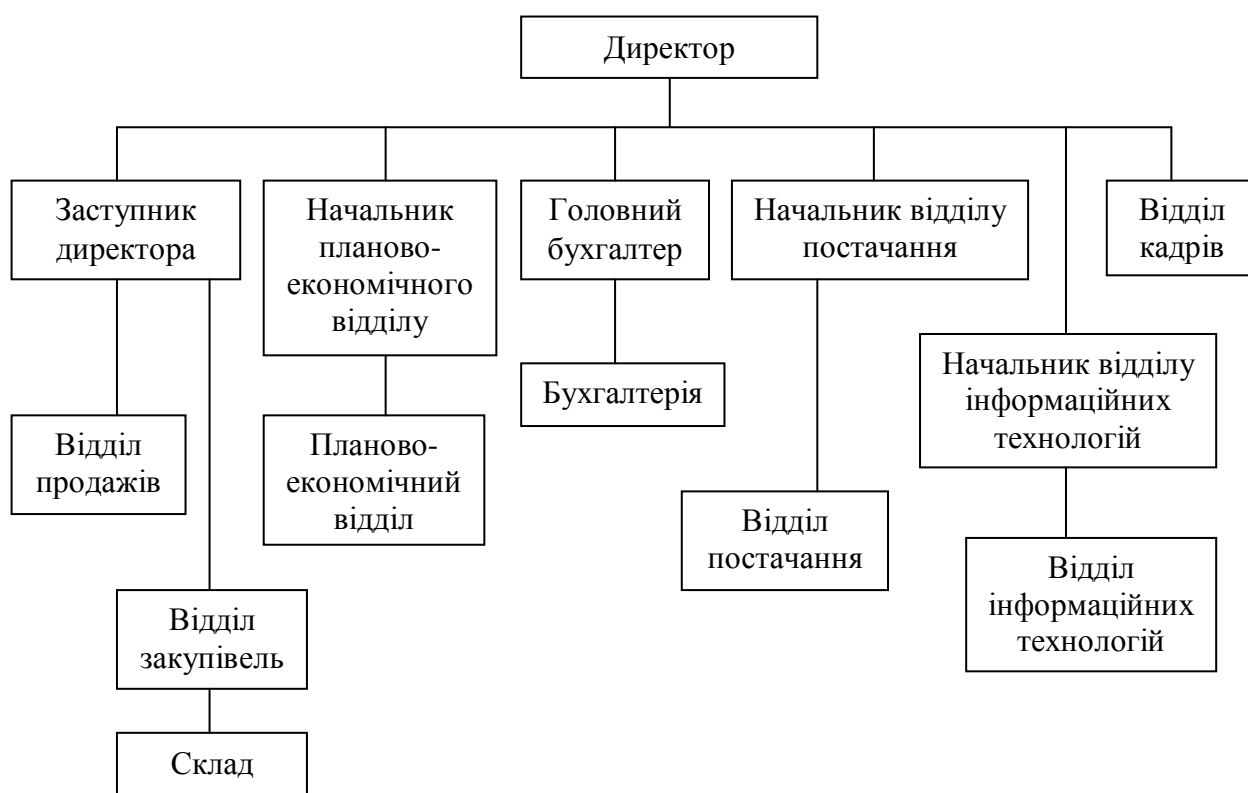 Директор
Заступник
директора
Начальник
планово-
економічного
відділу
Головний
бухгалтер
Начальник відділу
постачання
Відділ
кадрів
Начальник відділу
інформаційних
технологій
Бухгалтерія
Відділ
продажів
Планово-
економічний
відділ
Відділ
постачання
Відділ
інформаційних
технологій
Відділ
закупівель
Склад